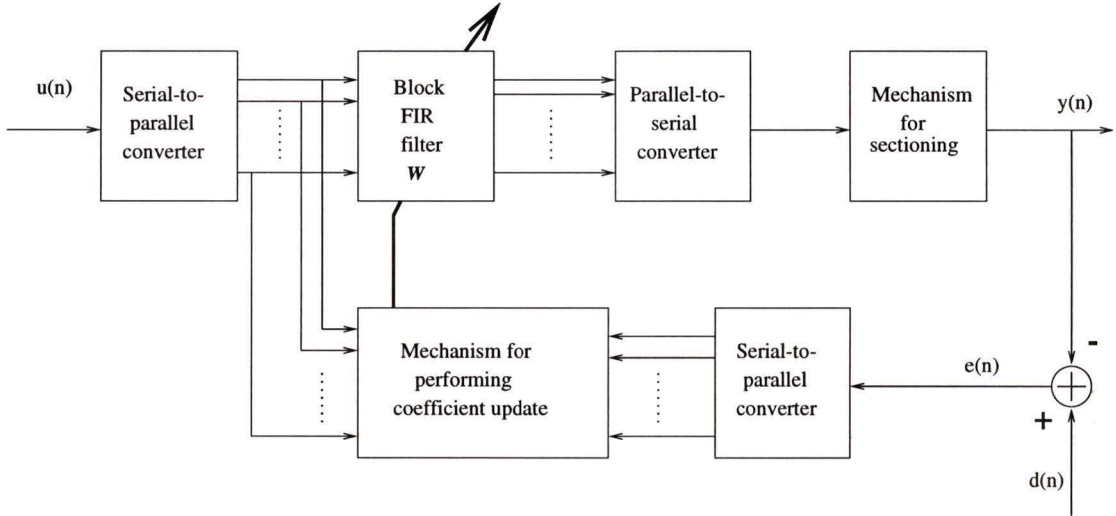 u(n)
Serial-to-
parallel
converter
Block
FIR
filter
W
Parallel-to-
serial
converter
Mechanism
for
sectioning
y(n)
Mechanism for
performing
coefficient update
Serial-to-
parallel
converter
e(n)
-
+
d(n)